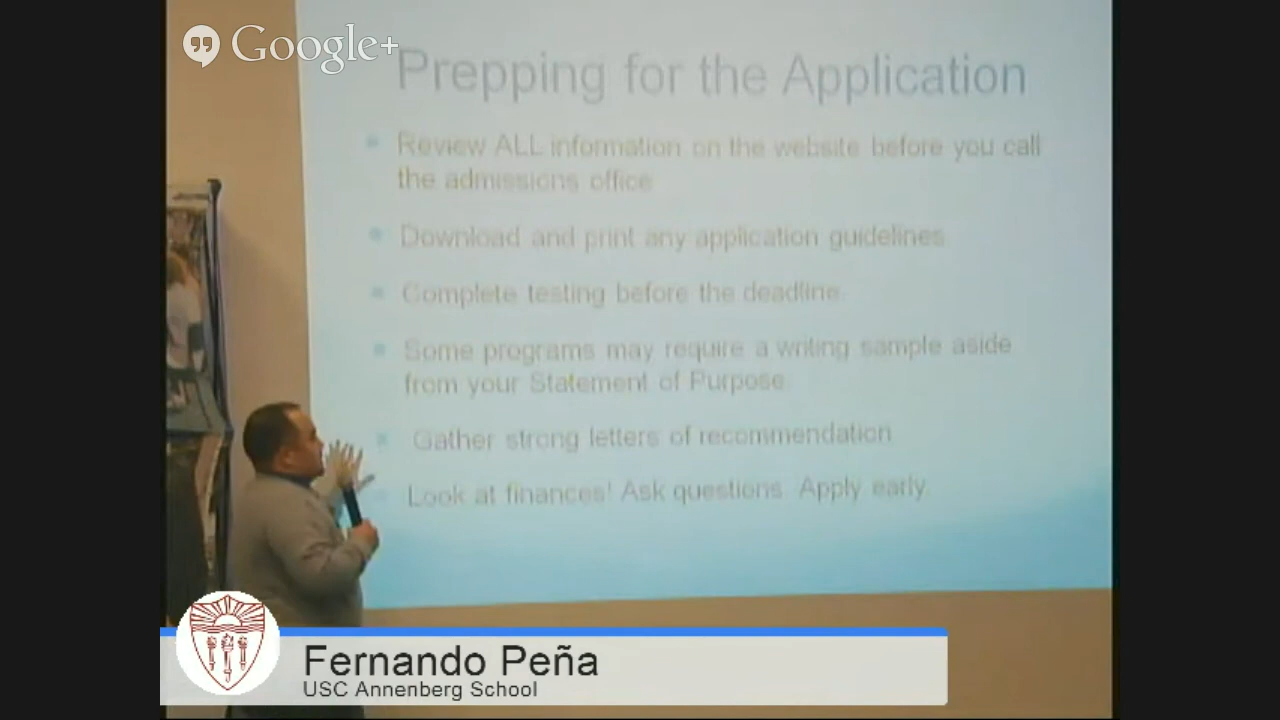 Google+
Prepping for the Application
Review ALL information on the website before you call
the admissions office
Download and print any application guidelines.
Complete testing before the deadline.
Some programs may require a writing sample aside
from your Statement of Purpose.
Gather strong letters of recommendation
Look at finances! Ask questions. Apply early.
Fernando Peña
USC Annenberg School